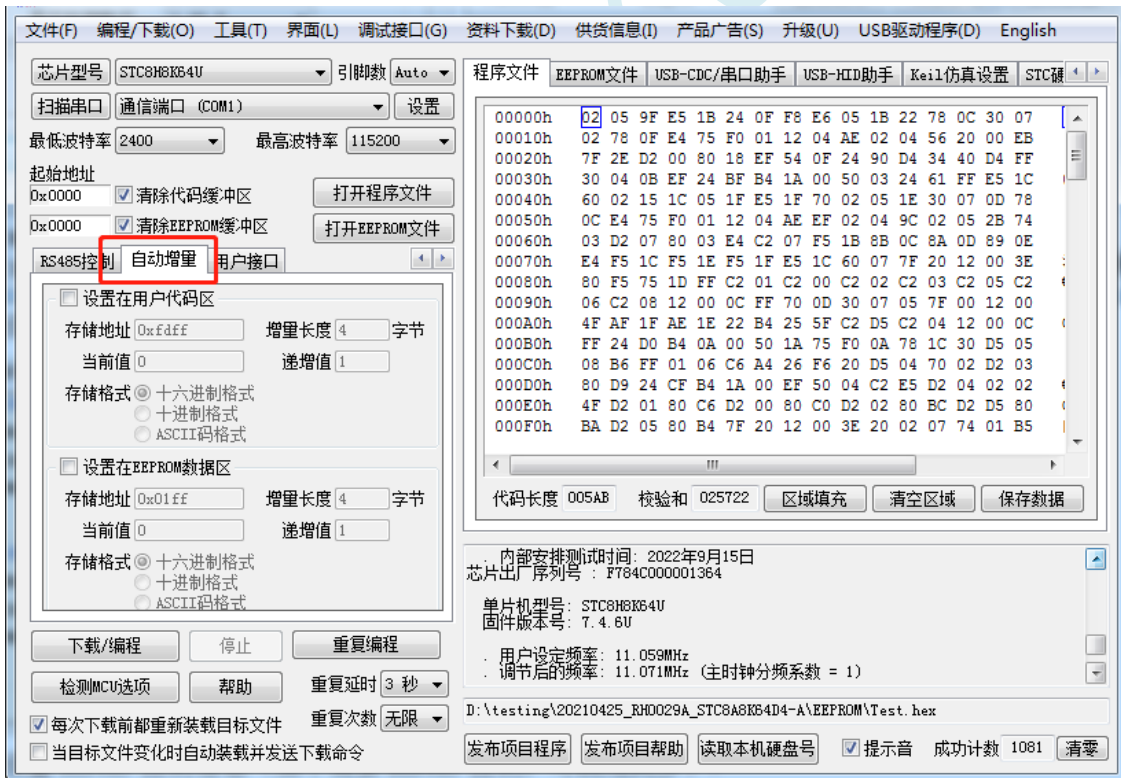 文件(F) 编程/下载(O) 工具(T) 界面(L) 调试接口(G) 资料下载(D) 供货信息(I) 产品广告(S) 升级(U) USB驱动程序(D) English
芯片型号 STC8H8K64U 引脚数 Auto
扫描串口 通信端口 (COM1) 设置
最低波特率 2400 最高波特率 115200
起始地址
0x0000 清除代码缓冲区 打开程序文件
0x0000 清除EEPROM缓冲区 打开EEPROM文件
RS485控制 自动增量 用户接口
设置在用户代码区
存储地址 0xfdff 增量长度 4 字节
当前值 0 递增值 1
存储格式 十六进制格式
十进制格式
ASCII码格式
设置在EEPROM数据区
存储地址 0x01ff 增量长度 4 字节
当前值 0 递增值 1
存储格式 十六进制格式
十进制格式
ASCII码格式
下载/编程 停止 重复编程
检测MCU选项 帮助 重复延时 3 秒
每次下载前都重新装载目标文件 重复次数 无限
当目标文件变化时自动装载并发送下载命令
程序文件 EEPROM文件 USB-CDC/串口助手 USB-HID助手 Keil仿真设置 STC硬
00000h 02 05 9F E5 1B 24 0F F8 E6 05 1B 22 78 0C 30 07
00010h 02 78 0F E4 75 F0 01 12 04 AE 02 04 56 20 00 EB
00020h 7F 2E D2 00 80 18 EF 54 0F 24 90 D4 34 40 D4 FF
00030h 30 04 0B EF 24 BF B4 1A 00 50 03 24 61 FF E5 1C
00040h 60 02 15 1C 05 1F E5 1F 70 02 05 1E 30 07 0D 78
00050h 0C E4 75 F0 01 12 04 AE EF 02 04 9C 02 05 2B 74
00060h 03 D2 07 80 03 E4 C2 07 F5 1B 8B 0C 8A 0D 89 0E
00070h E4 F5 1C F5 1E F5 1F E5 1C 60 07 7F 20 12 00 3E
00080h 80 F5 75 1D FF C2 01 C2 00 C2 02 C2 03 C2 05 C2
00090h 06 C2 08 12 00 0C FF 70 0D 30 07 05 7F 00 12 00
000A0h 4F AF 1F AE 1E 22 B4 25 5F C2 D5 C2 04 12 00 0C
000B0h FF 24 D0 B4 0A 00 50 1A 75 F0 0A 78 1C 30 D5 05
000C0h 08 B6 FF 01 06 C6 A4 26 F6 20 D5 04 70 02 D2 03
000D0h 80 D9 24 CF B4 1A 00 EF 50 04 C2 E5 D2 04 02 02
000E0h 4F D2 01 80 C6 D2 00 80 C0 D2 02 80 BC D2 D5 80
000F0h BA D2 05 80 B4 7F 20 12 00 3E 20 02 07 74 01 B5
代码长度 005AB 校验和 025722 区域填充 清空区域 保存数据
. 内部安排测试时间: 2022年9月15日
芯片出厂序列号 : F784C000001364
单片机型号: STC8H8K64U
固件版本号: 7.4.6U
. 用户设定频率: 11.059MHz
. 调节后的频率: 11.071MHz (主时钟分频系数 = 1)
D:\testing\20210425_RH0029A_STC8A8K64D4-A\EEPROM\Test.hex
发布项目程序 发布项目帮助 读取本机硬盘号 提示音 成功计数 1081 清零